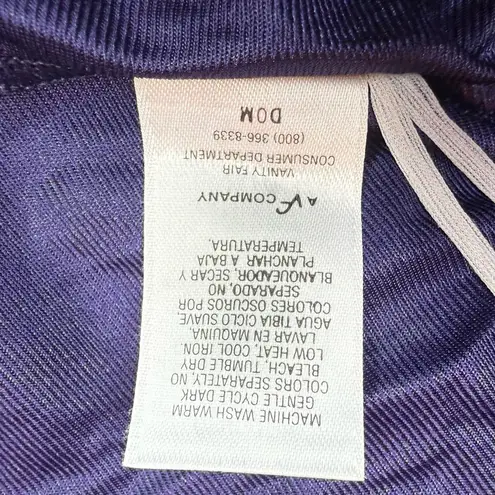 MACHINE WASH WARM
GENTLE CYCLE DARK
COLORS SEPARATELY, NO
BLEACH, TUMBLE DRY
LOW HEAT, COOL IRON.
LAVAR EN MAQUINA,
AGUA TIBIA CICLO SUAVE,
COLORES OSCUROS POR
SEPARADO, NO
BLANQUEADOR, SECAR Y
PLANCHAR A BAJA
TEMPERATURA.
A VF COMPANY
VANITY FAIR
CONSUMER DEPARTMENT
(800) 366-8339
DOM